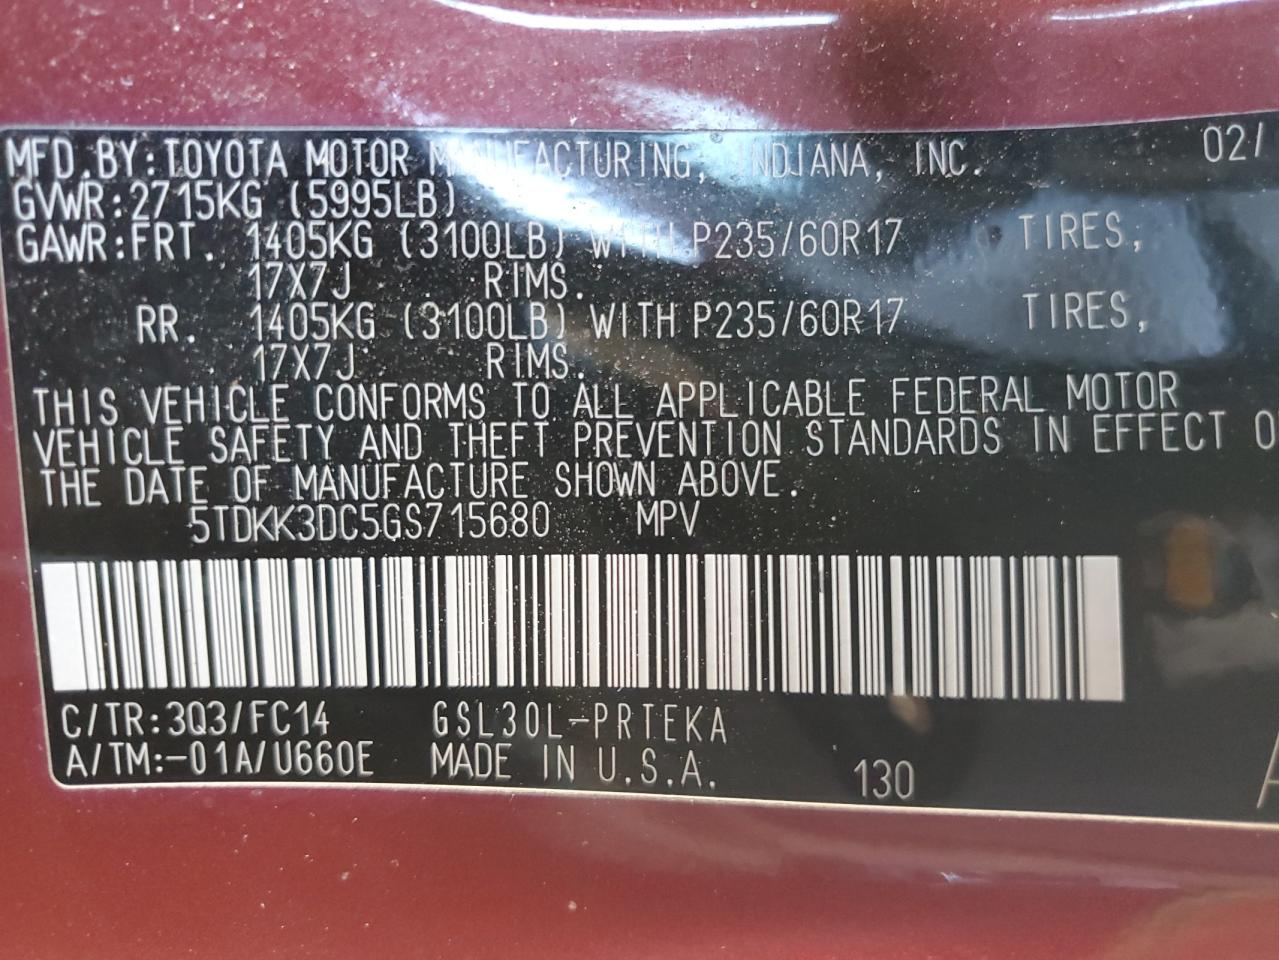 MFD.BY:TOYOTA MOTOR MANUFACTURING, INDIANA, INC. 02/
GVWR:2715KG (5995LB)
GAWR:FRT. 1405KG (3100LB) WITH P235/60R17 TIRES,
17X7J RIMS.
RR. 1405KG (3100LB) WITH P235/60R17 TIRES,
17X7J RIMS.
THIS VEHICLE CONFORMS TO ALL APPLICABLE FEDERAL MOTOR
VEHICLE SAFETY AND THEFT PREVENTION STANDARDS IN EFFECT O
THE DATE OF MANUFACTURE SHOWN ABOVE.
5TDKK3DC5GS715680 MPV
C/TR:3Q3/FC14 GSL30L-PRTEKA
A/TM:-01A/U660E MADE IN U.S.A. 130